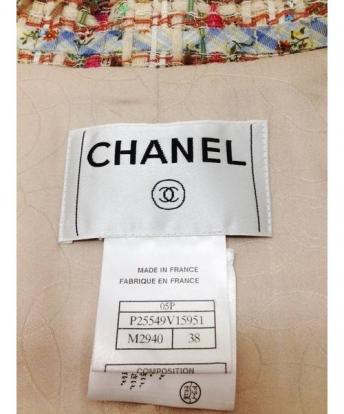 CHANEL
MADE IN FRANCE
FABRIQUE EN FRANCE
05P
P25549V15951
M2940 38
COMPOSITION